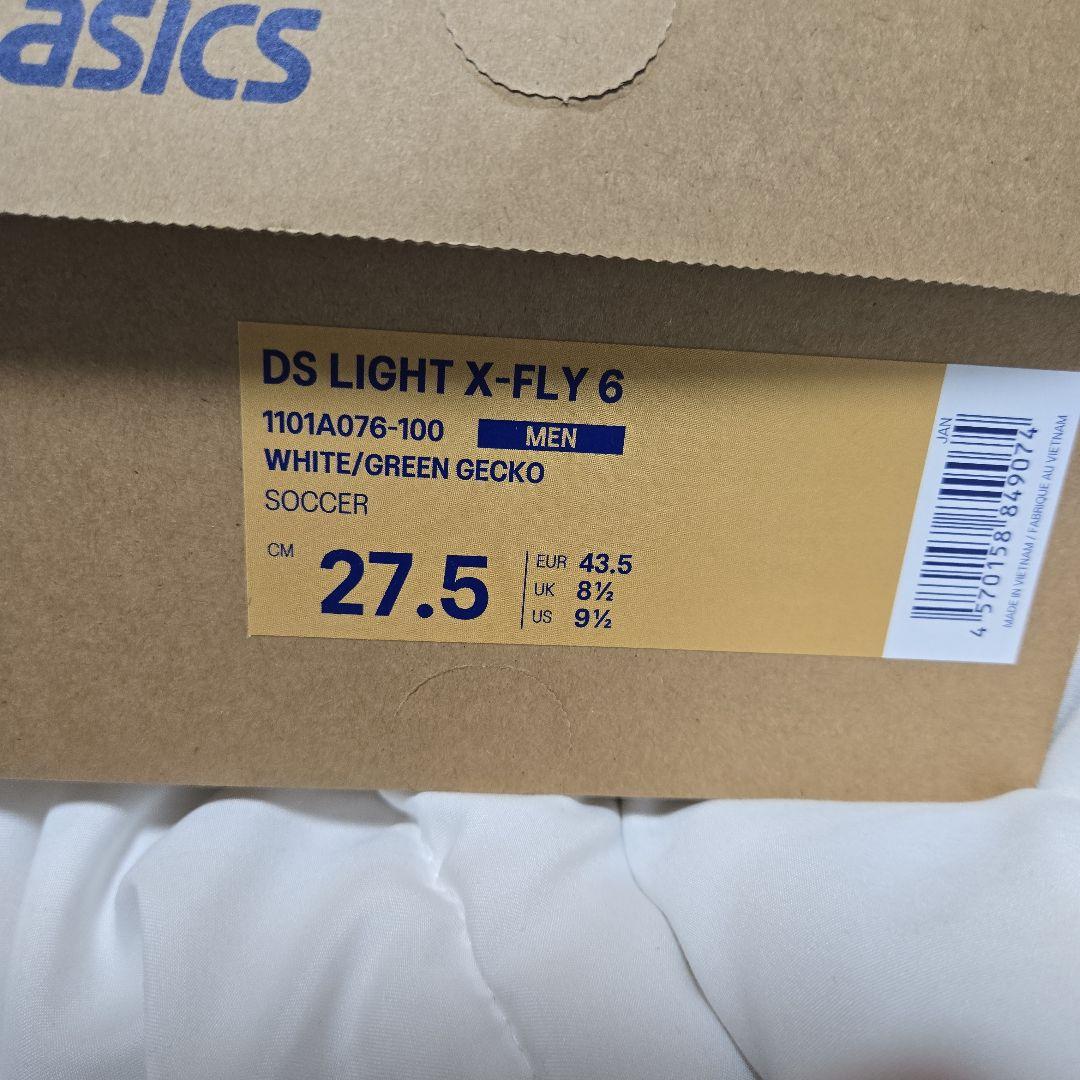 asics
DS LIGHT X-FLY 6
1101A076-100 MEN
WHITE/GREEN GECKO
SOCCER
CM 27.5
EUR 43.5
UK 8½
US 9½
JAN
4 570158 849074
MADE IN VIETNAM / FABRIQUE AU VIETNAM